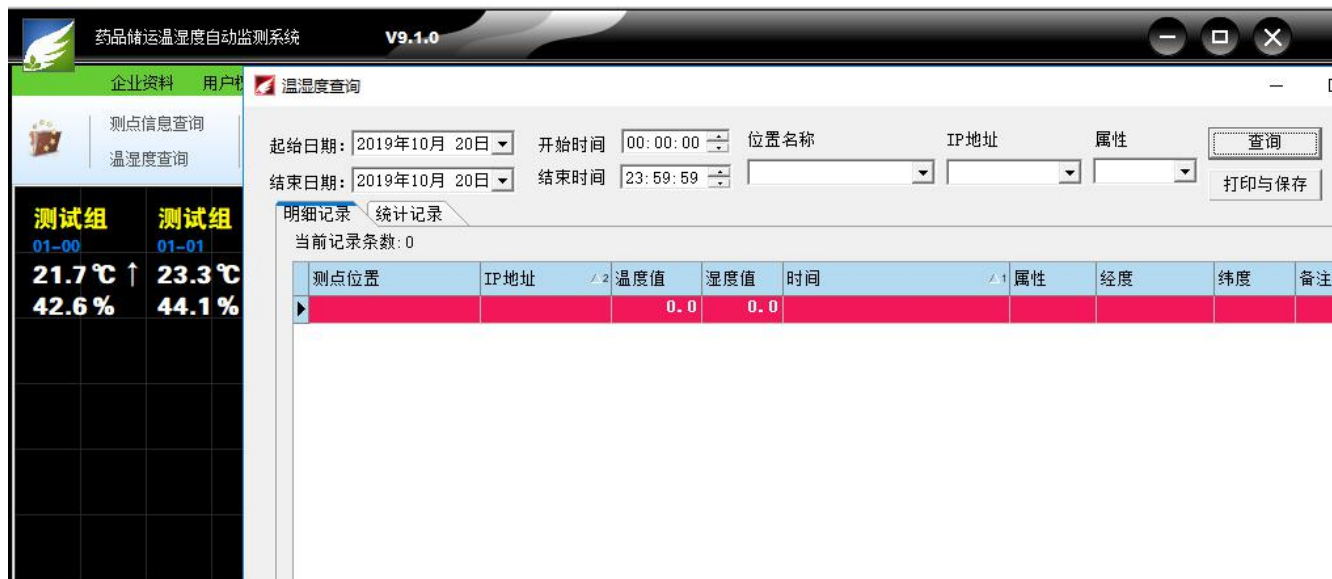 药品储运温湿度自动监测系统 V9.1.0
企业资料 用户权
温湿度查询
测点信息查询
温湿度查询
起始日期: 2019年10月 20日 开始时间 00:00:00 位置名称 IP地址 属性 查询
结束日期: 2019年10月 20日 结束时间 23:59:59 打印与保存
明细记录 统计记录
当前记录条数:0
测点位置 IP地址 2 温度值 湿度值 时间 1 属性 经度 纬度 备注
0.0 0.0
测试组 测试组
01-00 01-01
21.7℃ ↑ 23.3℃
42.6% 44.1%